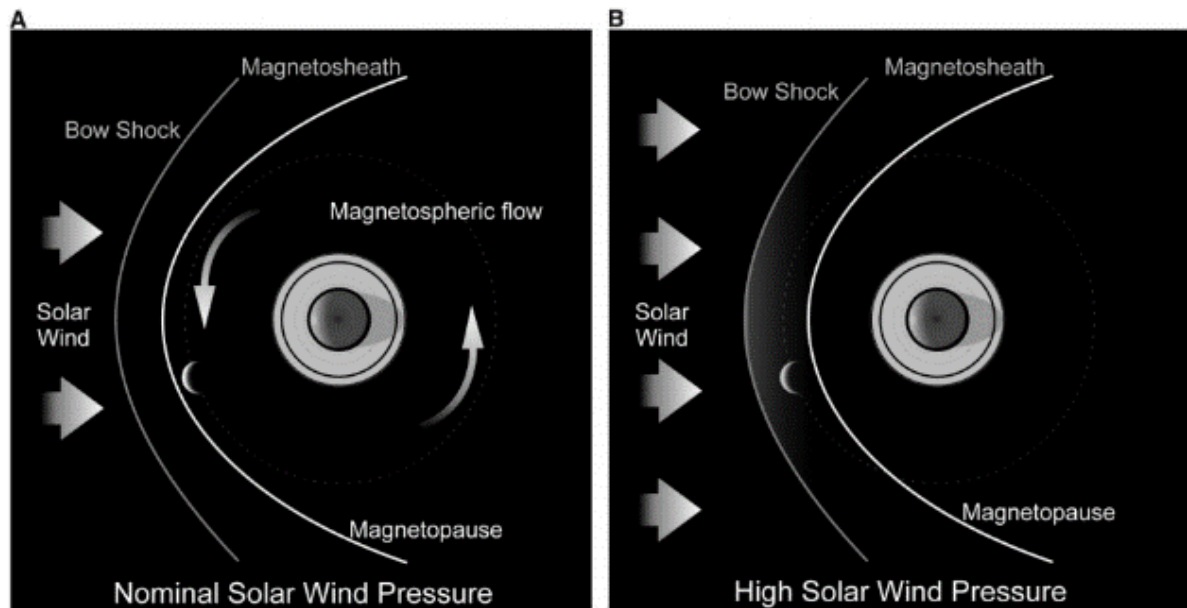 A
Magnetosheath
Bow Shock
Magnetospheric flow
Solar
Wind
Magnetopause
Nominal Solar Wind Pressure
B
Magnetosheath
Bow Shock
Solar
Wind
Magnetopause
High Solar Wind Pressure